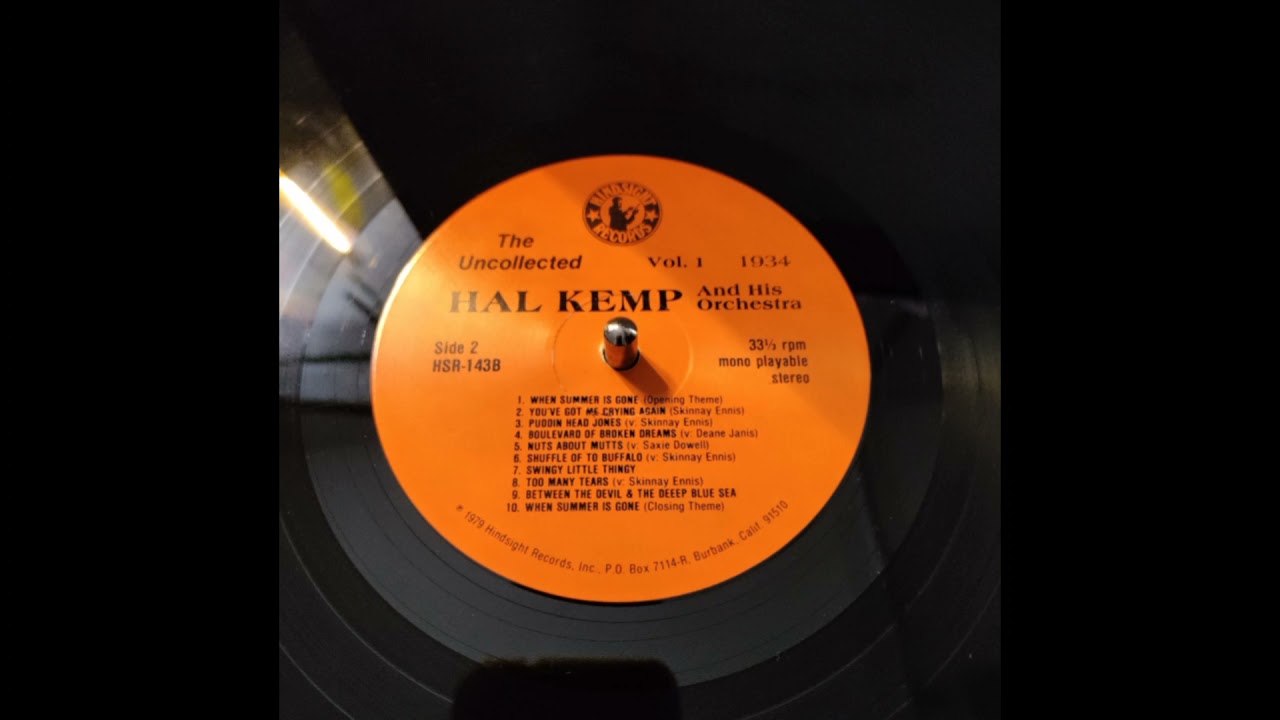 HINDSIGHT
RECORDS
The
Uncollected Vol. 1 1934
HAL KEMP And His
Orchestra
Side 2
HSR-143B
33⅓ rpm
mono playable
stereo
1. WHEN SUMMER IS GONE (Opening Theme)
2. YOU'VE GOT ME CRYING AGAIN (Skinnay Ennis)
3. PUDDIN HEAD JONES (v: Skinnay Ennis)
4. BOULEVARD OF BROKEN DREAMS (v: Deane Janis)
5. NUTS ABOUT MUTTS (v: Saxie Dowell)
6. SHUFFLE OF TO BUFFALO (v: Skinnay Ennis)
7. SWINGY LITTLE THINGY
8. TOO MANY TEARS (v: Skinnay Ennis)
9. BETWEEN THE DEVIL & THE DEEEP BLUE SEA
10. WHEN SUMMER IS GONE (Closing Theme)
℗ 1979 Hindsight Records, Inc., P.O. Box 7114-R, Burbank, Calif. 91510